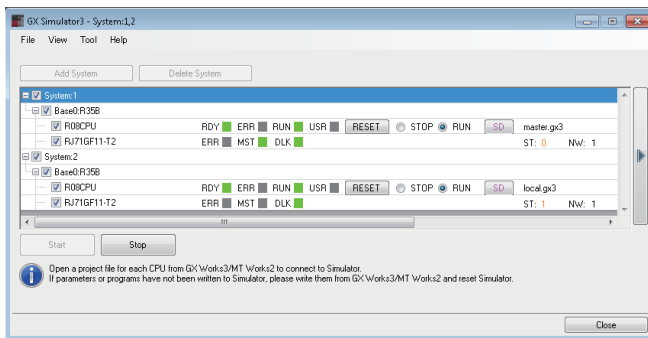 GX Simulator3 - System:1,2
File View Tool Help
Add System Delete System
System:1
Base0:R35B
R08CPU RDY ERR RUN USR RESET STOP RUN SD master.gx3
RJ71GF11-T2 ERR MST DLK ST: 0 NW: 1
System:2
Base0:R35B
R08CPU RDY ERR RUN USR RESET STOP RUN SD local.gx3
RJ71GF11-T2 ERR MST DLK ST: 1 NW: 1
Start Stop
Open a project file for each CPU from GX Works3/MT Works2 to connect to Simulator.
If parameters or programs have not been written to Simulator, please write them from GX Works3/MT Works2 and reset Simulator.
Close